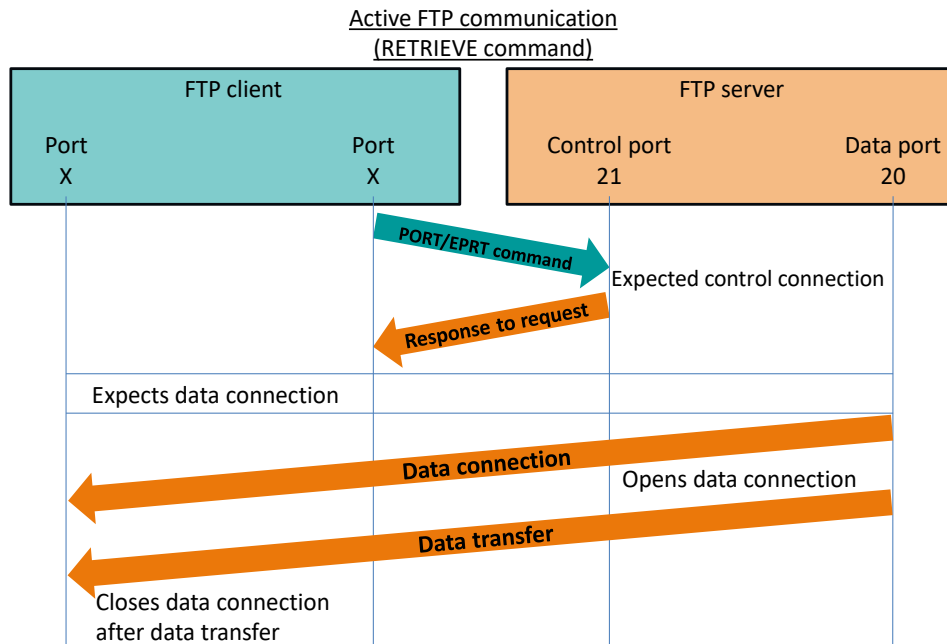 Active FTP communication
(RETRIEVE command)
FTP client
FTP server
Port
X
Port
X
Control port
21
Data port
20
PORT/EPRT command
Expected control connection
Response to request
Expects data connection
Data connection
Opens data connection
Data transfer
Closes data connection
after data transfer